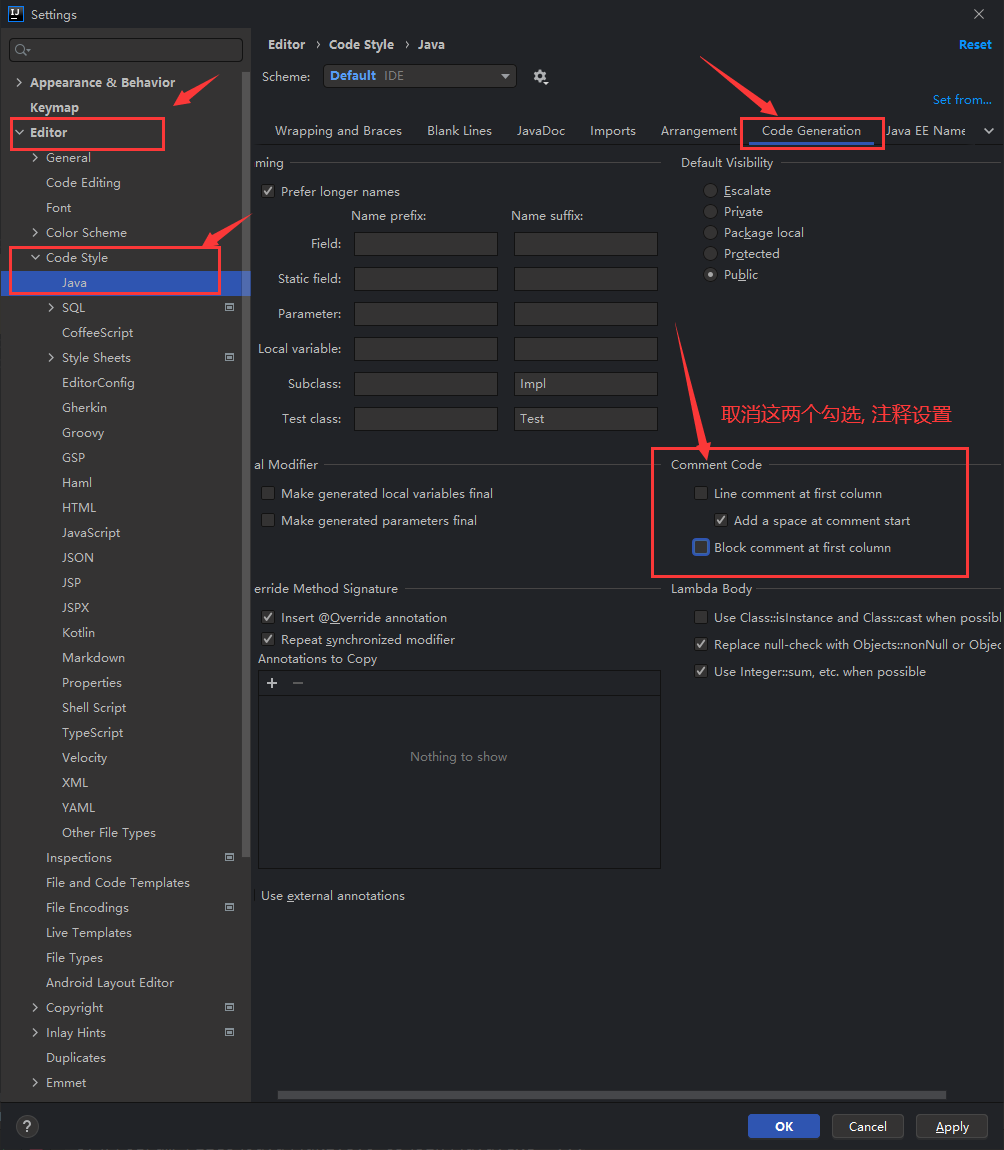 Settings
Appearance & Behavior
Keymap
Editor
General
Code Editing
Font
Color Scheme
Code Style
Java
SQL
CoffeeScript
Style Sheets
EditorConfig
Gherkin
Groovy
GSP
Haml
HTML
JavaScript
JSON
JSP
JSPX
Kotlin
Markdown
Properties
Shell Script
TypeScript
Velocity
XML
YAML
Other File Types
Inspections
File and Code Templates
File Encodings
Live Templates
File Types
Android Layout Editor
Copyright
Inlay Hints
Duplicates
Emmet
Editor › Code Style › Java
Reset
Scheme: Default IDE
Set from...
Wrapping and Braces Blank Lines JavaDoc Imports Arrangement Code Generation Java EE Name
ming
Prefer longer names
Name prefix: Name suffix:
Field:
Static field:
Parameter:
Local variable:
Subclass: Impl
Test class: Test
Default Visibility
Escalate
Private
Package local
Protected
Public
取消这两个勾选, 注释设置
al Modifier
Make generated local variables final
Make generated parameters final
Comment Code
Line comment at first column
Add a space at comment start
Block comment at first column
erride Method Signature
Insert @Override annotation
Repeat synchronized modifier
Annotations to Copy
Nothing to show
Lambda Body
Use Class::isInstance and Class::cast when possibl
Replace null-check with Objects::nonNull or Objec
Use Integer::sum, etc. when possible
Use external annotations
? OK Cancel Apply